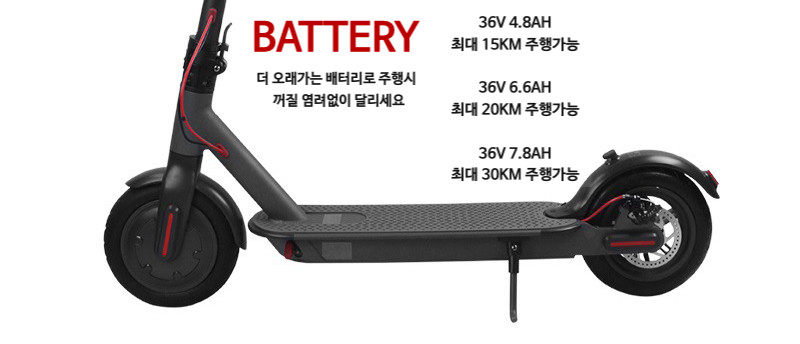 BATTERY
더 오래가는 배터리로 주행시
꺼질 염려없이 달리세요
36V 4.8AH
최대 15KM 주행가능
36V 6.6AH
최대 20KM 주행가능
36V 7.8AH
최대 30KM 주행가능